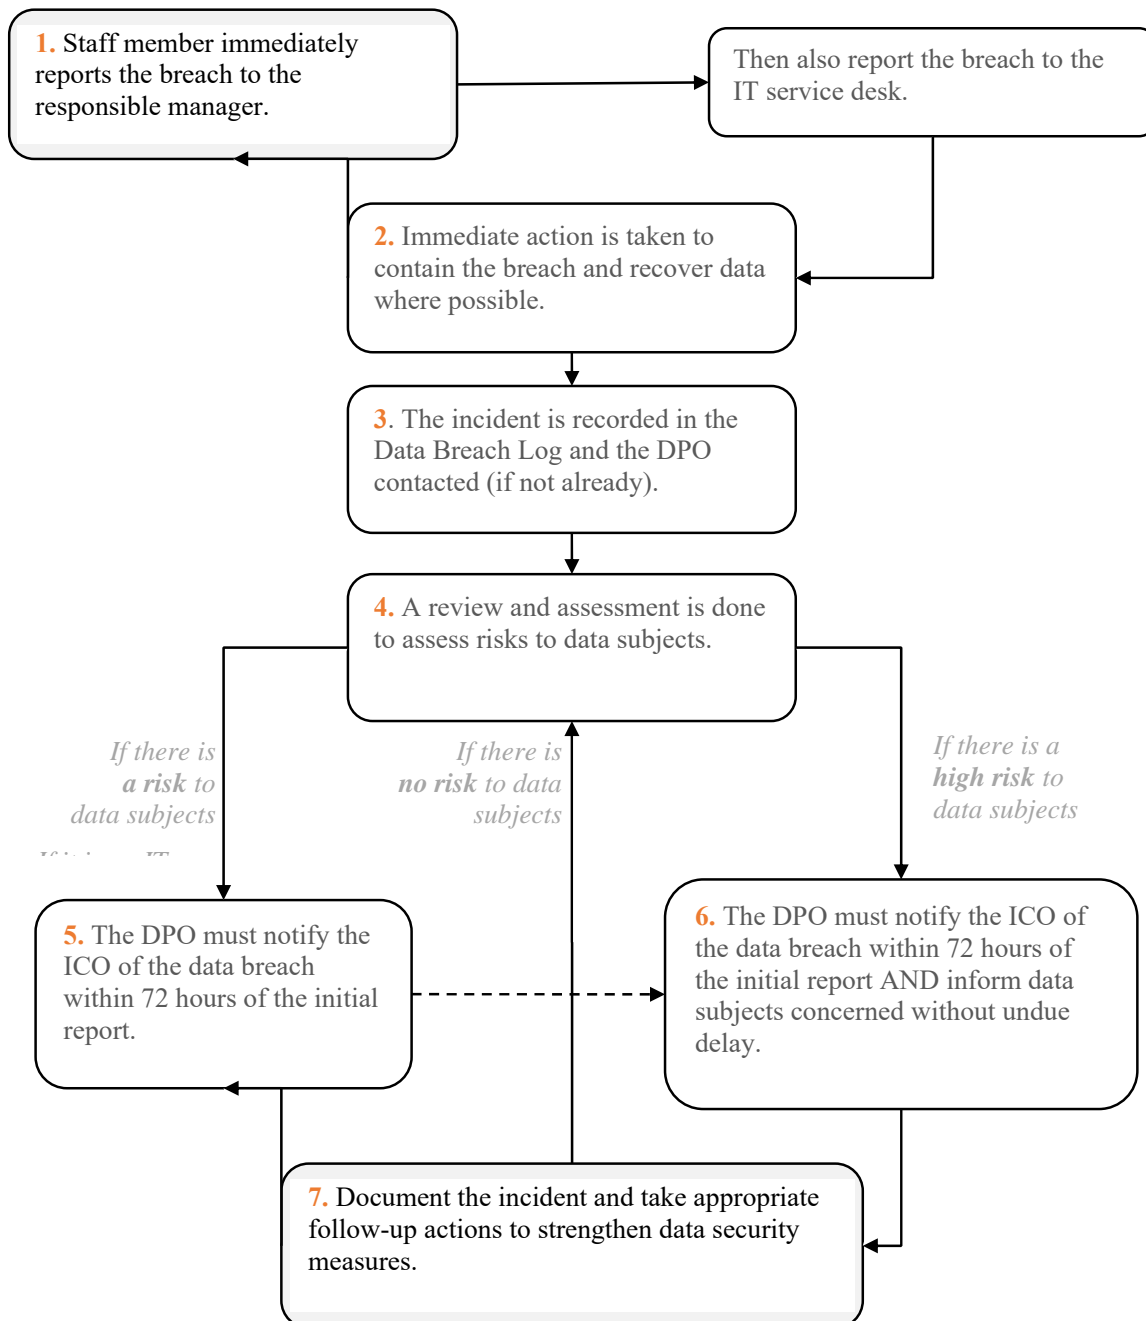 1. Staff member immediately
reports the breach to the
responsible manager.
Then also report the breach to the
IT service desk.
2. Immediate action is taken to
contain the breach and recover data
where possible.
3. The incident is recorded in the
Data Breach Log and the DPO
contacted (if not already).
4. A review and assessment is done
to assess risks to data subjects.
If there is
a risk to
data subjects
If there is
no risk to data
subjects
If there is a
high risk to
data subjects
5. The DPO must notify the
ICO of the data breach
within 72 hours of the initial
report.
6. The DPO must notify the ICO of
the data breach within 72 hours of
the initial report AND inform data
subjects concerned without undue
delay.
7. Document the incident and take appropriate
follow-up actions to strengthen data security
measures.